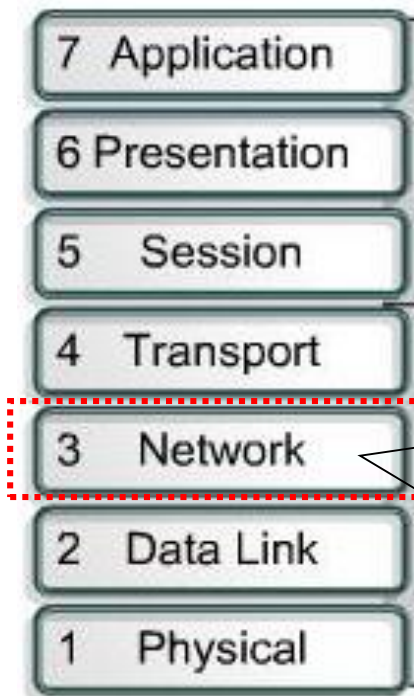 7 Application
6 Presentation
5 Session
4 Transport
3 Network
2 Data Link
1 Physical